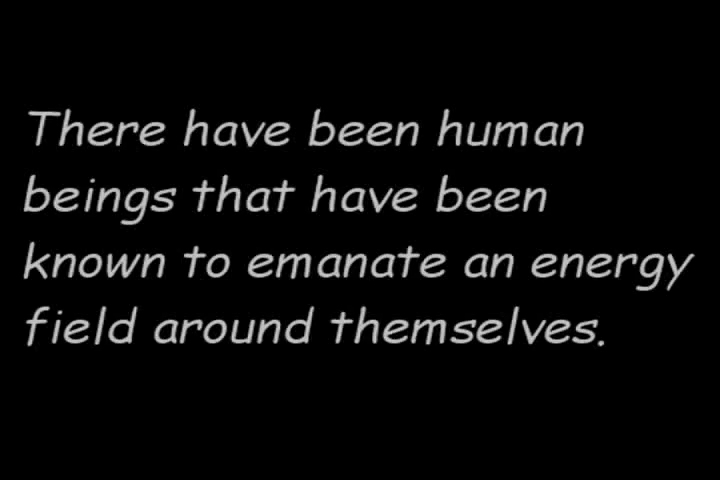 There have been human
beings that have been
known to emanate an energy
field around themselves.